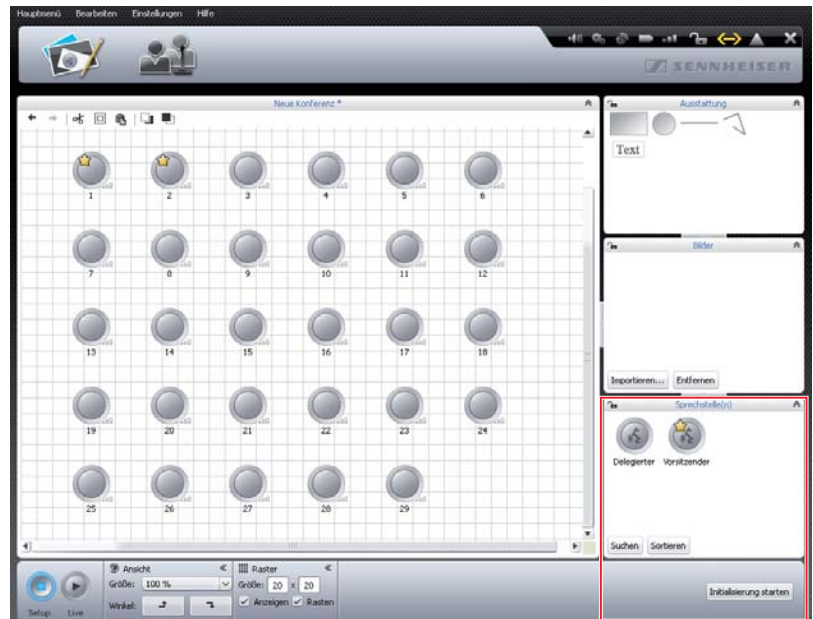 Hauptmenü Bearbeiten Einstellungen Hilfe
SENNHEISER
Neue Konferenz *
1 2 3 4 5 6
7 8 9 10 11 12
13 14 15 16 17 18
19 20 21 22 23 24
25 26 27 28 29
Ausstattung
Text
Bilder
Importieren... Entfernen
Sprechstelle(n)
Delegierter Vorsitzender
Suchen Sortieren
Initialisierung starten
Setup Live
Ansicht
Größe: 100 %
Winkel:
Raster
Größe: 20 x 20
Anzeigen Rasten